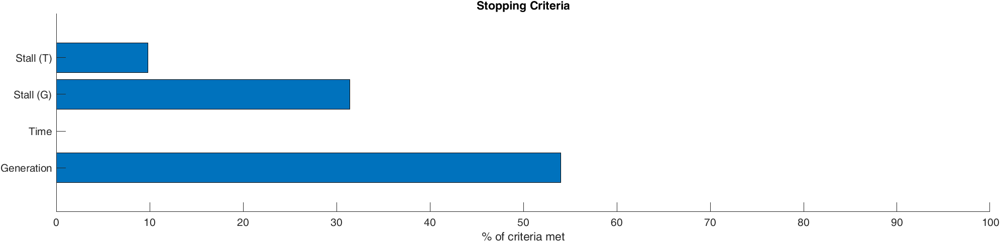 Stopping Criteria
Stall (T)
Stall (G)
Time
Generation
0 10 20 30 40 50 60 70 80 90 100
% of criteria met